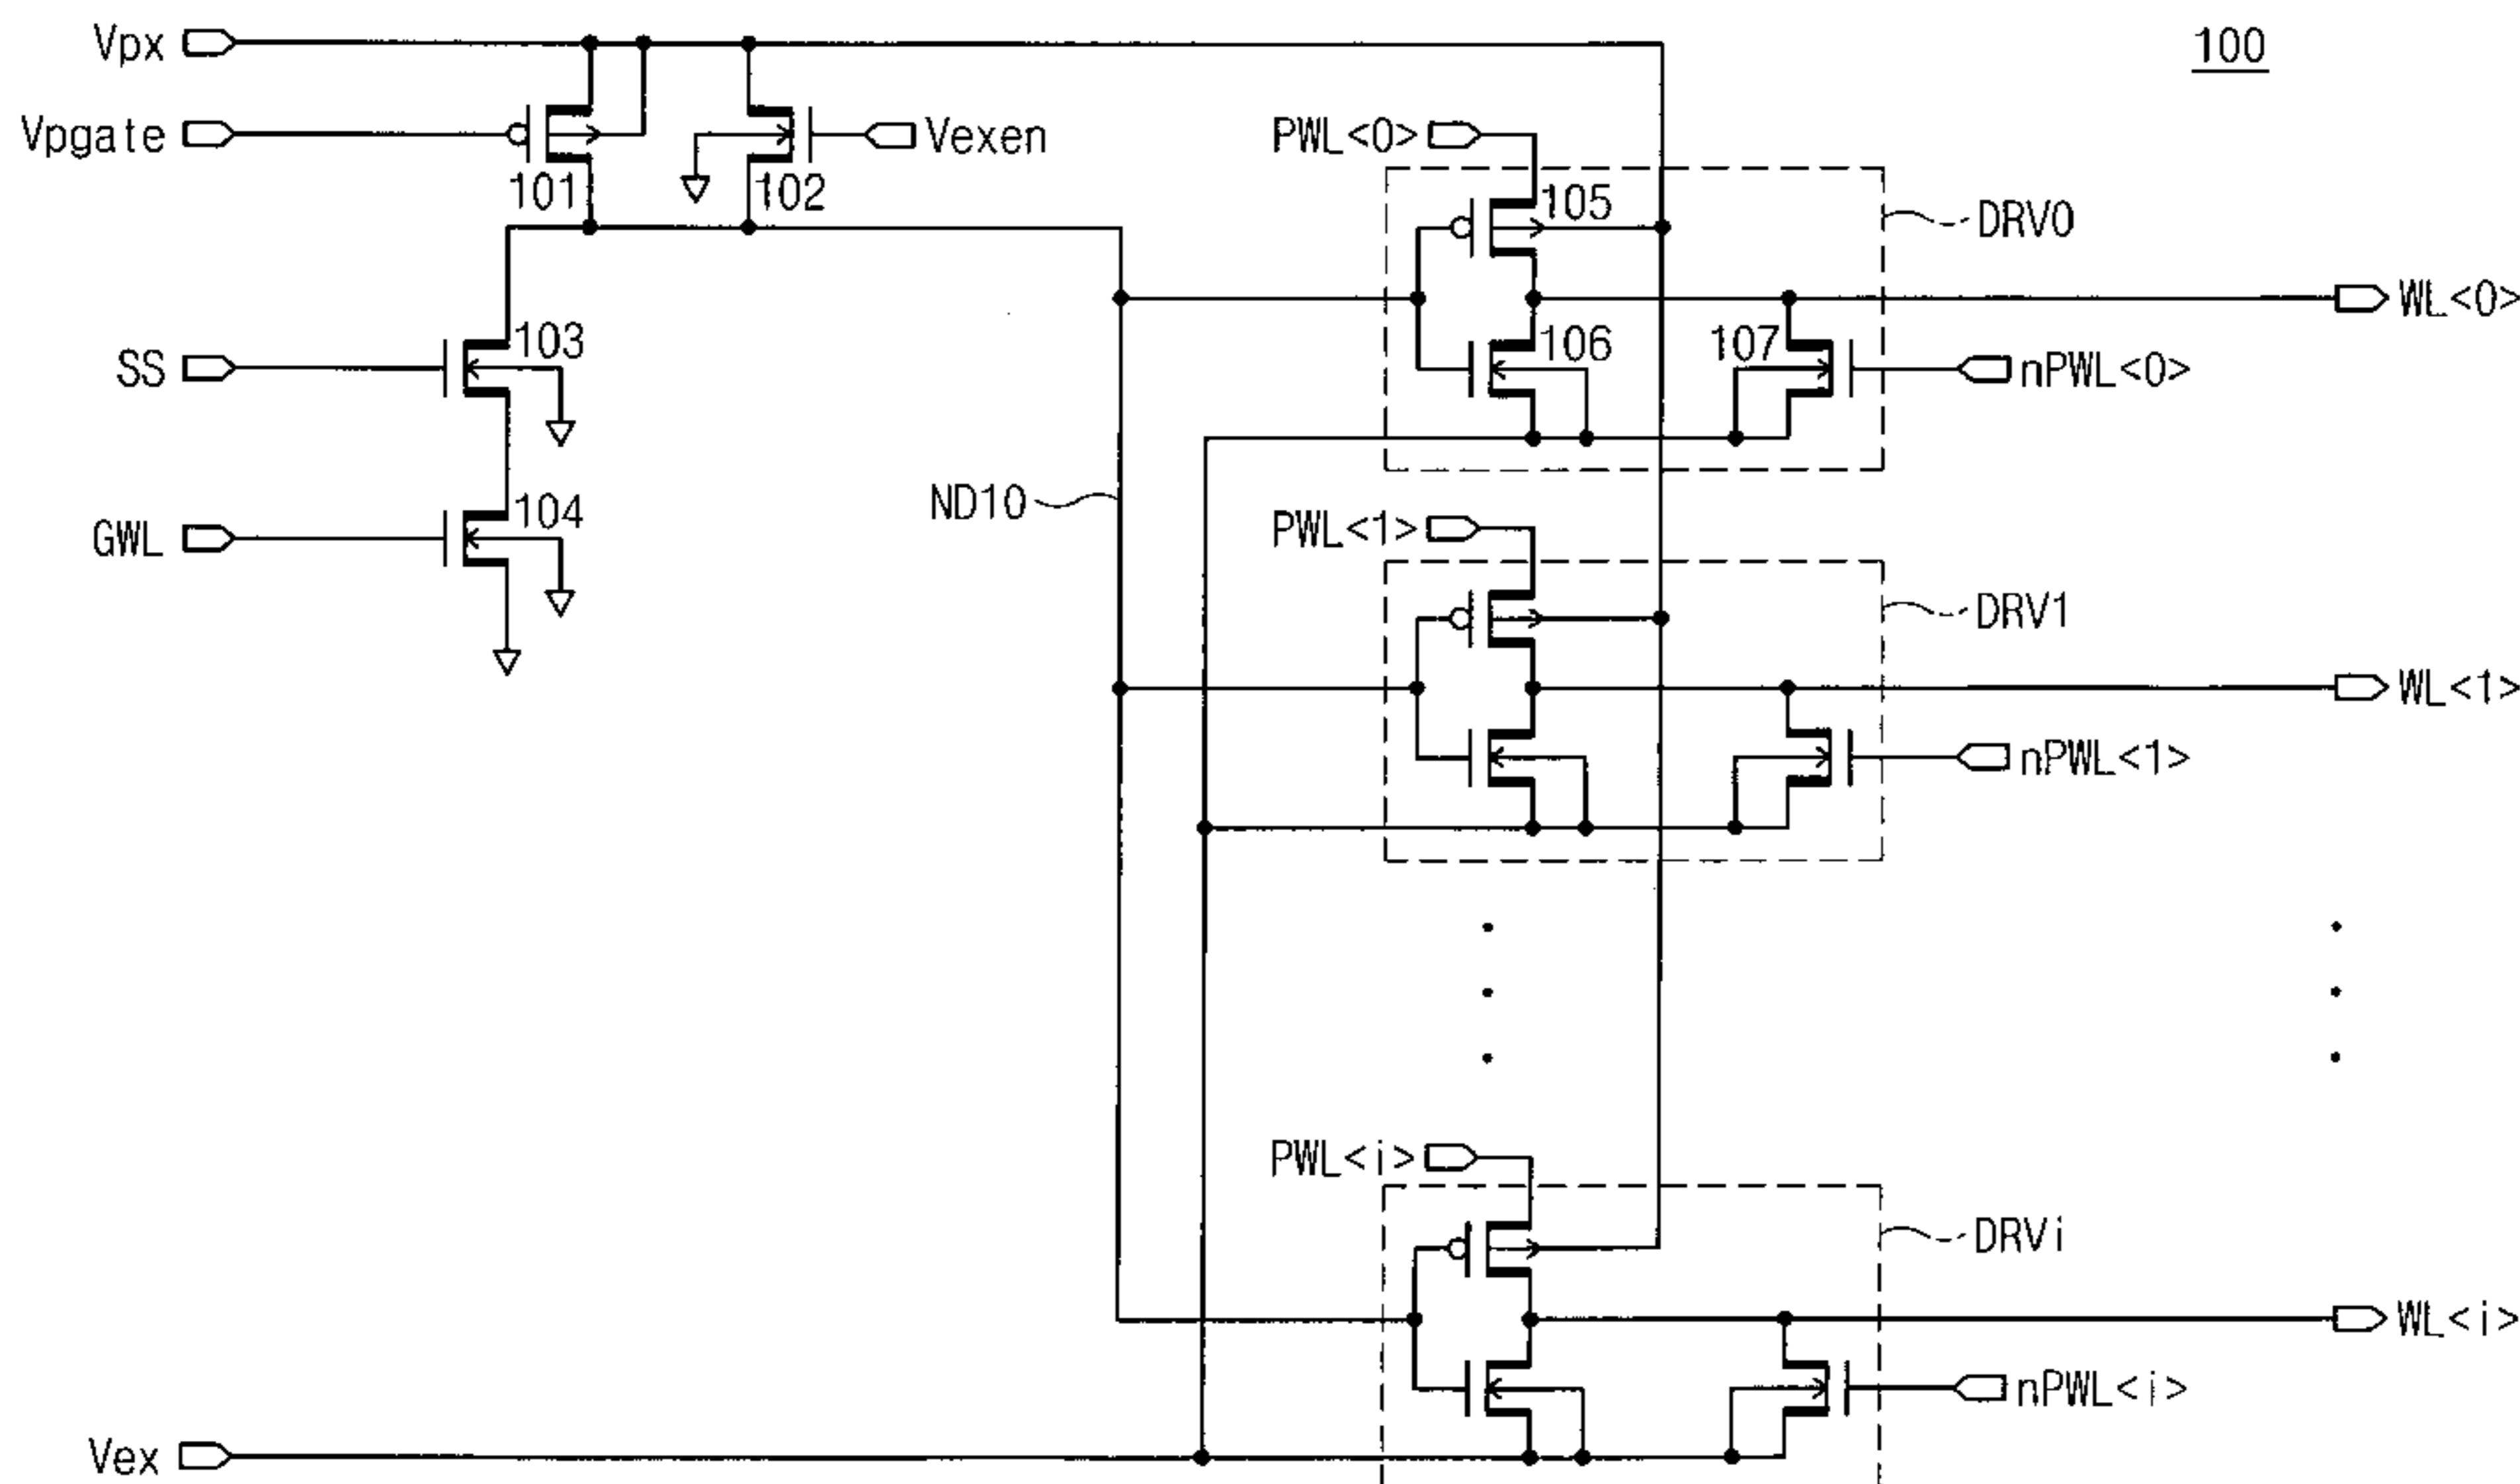 Vpx
100
Vpgate
Vexen
PWL<0>
101
102
105
DRV0
WL<0>
103
106
107
SS
nPWL<0>
ND10
104
PWL<1>
GWL
DRV1
WL<1>
nPWL<1>
PWL<i>
DRVi
WL<i>
nPWL<i>
Vex